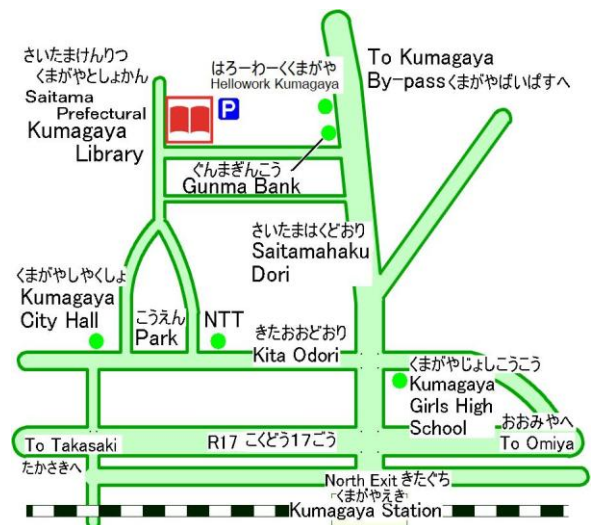 さいたまけんりつ
くまがやとしょかん
Saitama
Prefectural
Kumagaya
Library
P
はろーわーくくまがや
Hellowork Kumagaya
To Kumagaya
By-passくまがやばいぱすへ
ぐんまぎんこう
Gunma Bank
さいたまはくどおり
Saitamahaku
Dori
くまがやしやくしょ
Kumagaya
City Hall
こうえん
Park
NTT
きたおおどおり
Kita Odori
くまがやじょしこうこう
Kumagaya
Girls High
School
おおみやへ
To Omiya
To Takasaki
たかさきへ
R17 こくどう17ごう
North Exit きたぐち
くまがやえき
Kumagaya Station